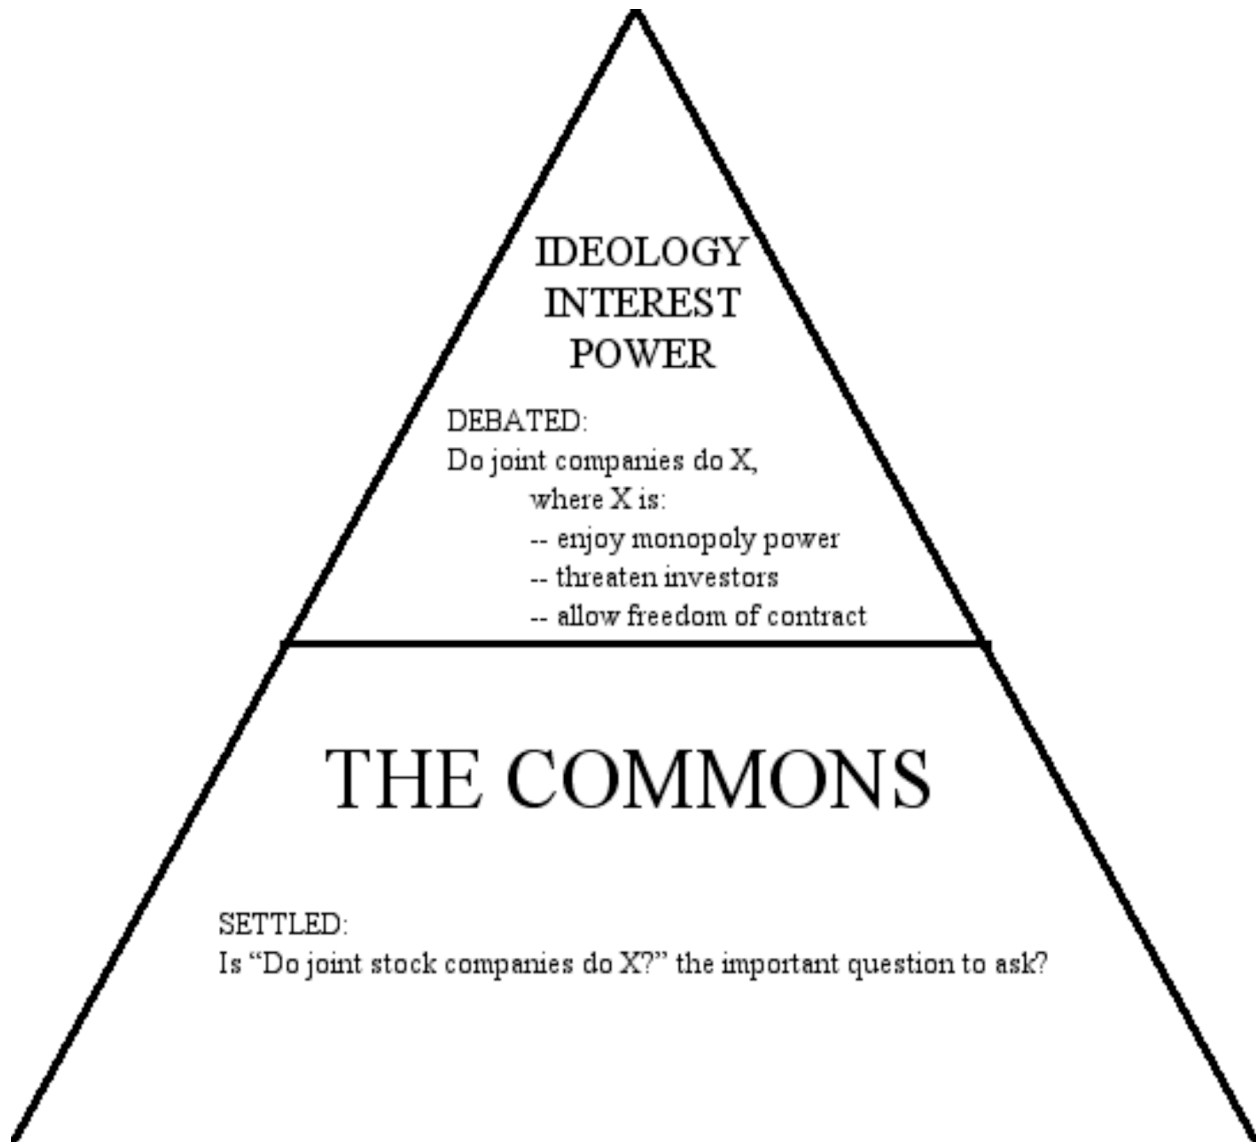 IDEOLOGY
INTEREST
POWER
DEBATED:
Do joint companies do X,
where X is:
-- enjoy monopoly power
-- threaten investors
-- allow freedom of contract
THE COMMONS
SETTLED:
Is “Do joint stock companies do X?” the important question to ask?